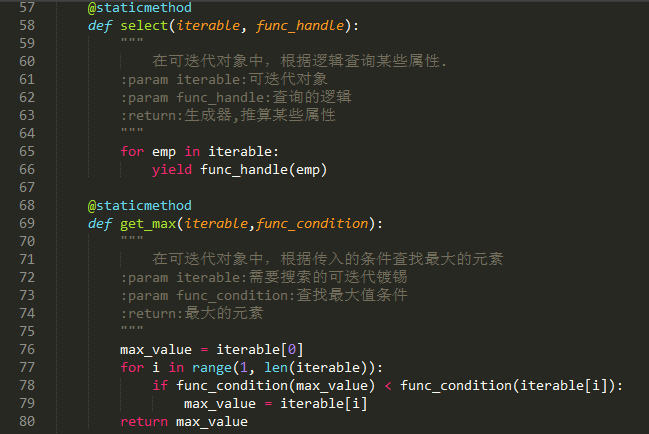 57 @staticmethod
58 def select(iterable, func_handle):
59 """
60 在可迭代对象中，根据逻辑查询某些属性.
61 :param iterable:可迭代对象
62 :param func_handle:查询的逻辑
63 :return:生成器,推算某些属性
64 """
65 for emp in iterable:
66 yield func_handle(emp)
67
68 @staticmethod
69 def get_max(iterable,func_condition):
70 """
71 在可迭代对象中，根据传入的条件查找最大的元素
72 :param iterable:需要搜索的可迭代镀锡
73 :param func_condition:查找最大值条件
74 :return:最大的元素
75 """
76 max_value = iterable[0]
77 for i in range(1, len(iterable)):
78 if func_condition(max_value) < func_condition(iterable[i]):
79 max_value = iterable[i]
80 return max_value